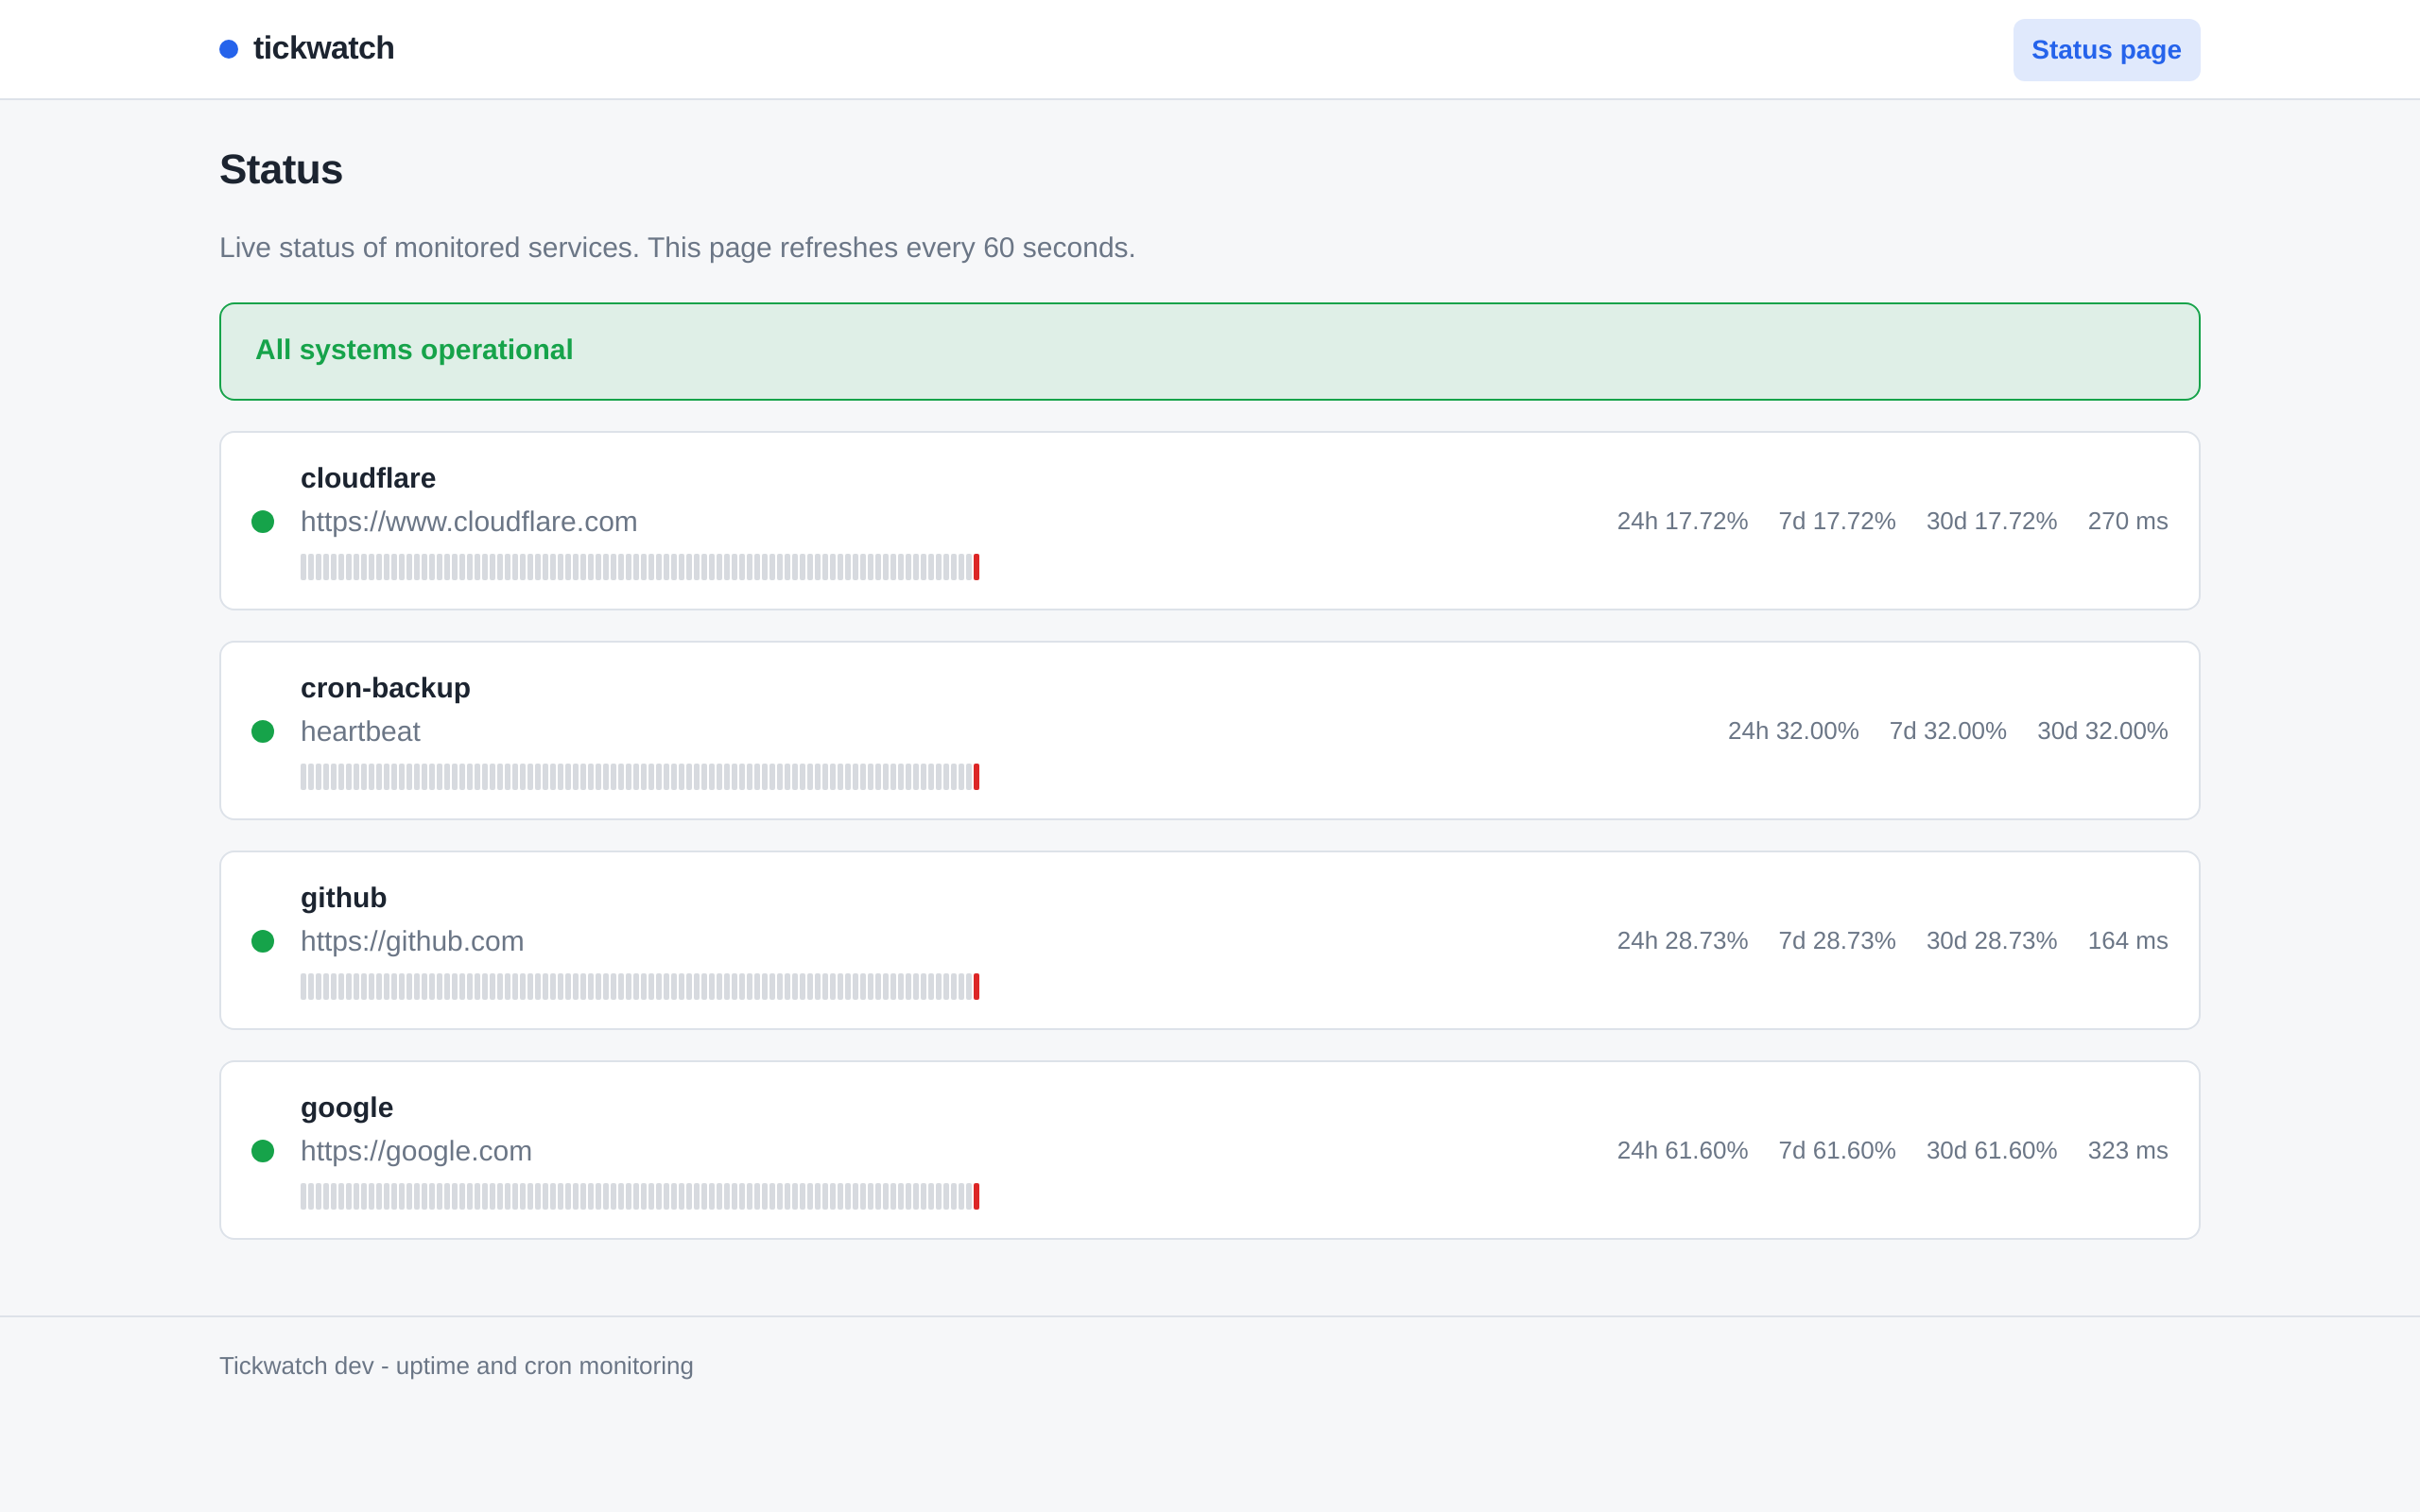 tickwatch
Status page
Status
Live status of monitored services. This page refreshes every 60 seconds.
All systems operational
cloudflare
https://www.cloudflare.com
24h 17.72% 7d 17.72% 30d 17.72% 270 ms
cron-backup
heartbeat
24h 32.00% 7d 32.00% 30d 32.00%
github
https://github.com
24h 28.73% 7d 28.73% 30d 28.73% 164 ms
google
https://google.com
24h 61.60% 7d 61.60% 30d 61.60% 323 ms
Tickwatch dev - uptime and cron monitoring